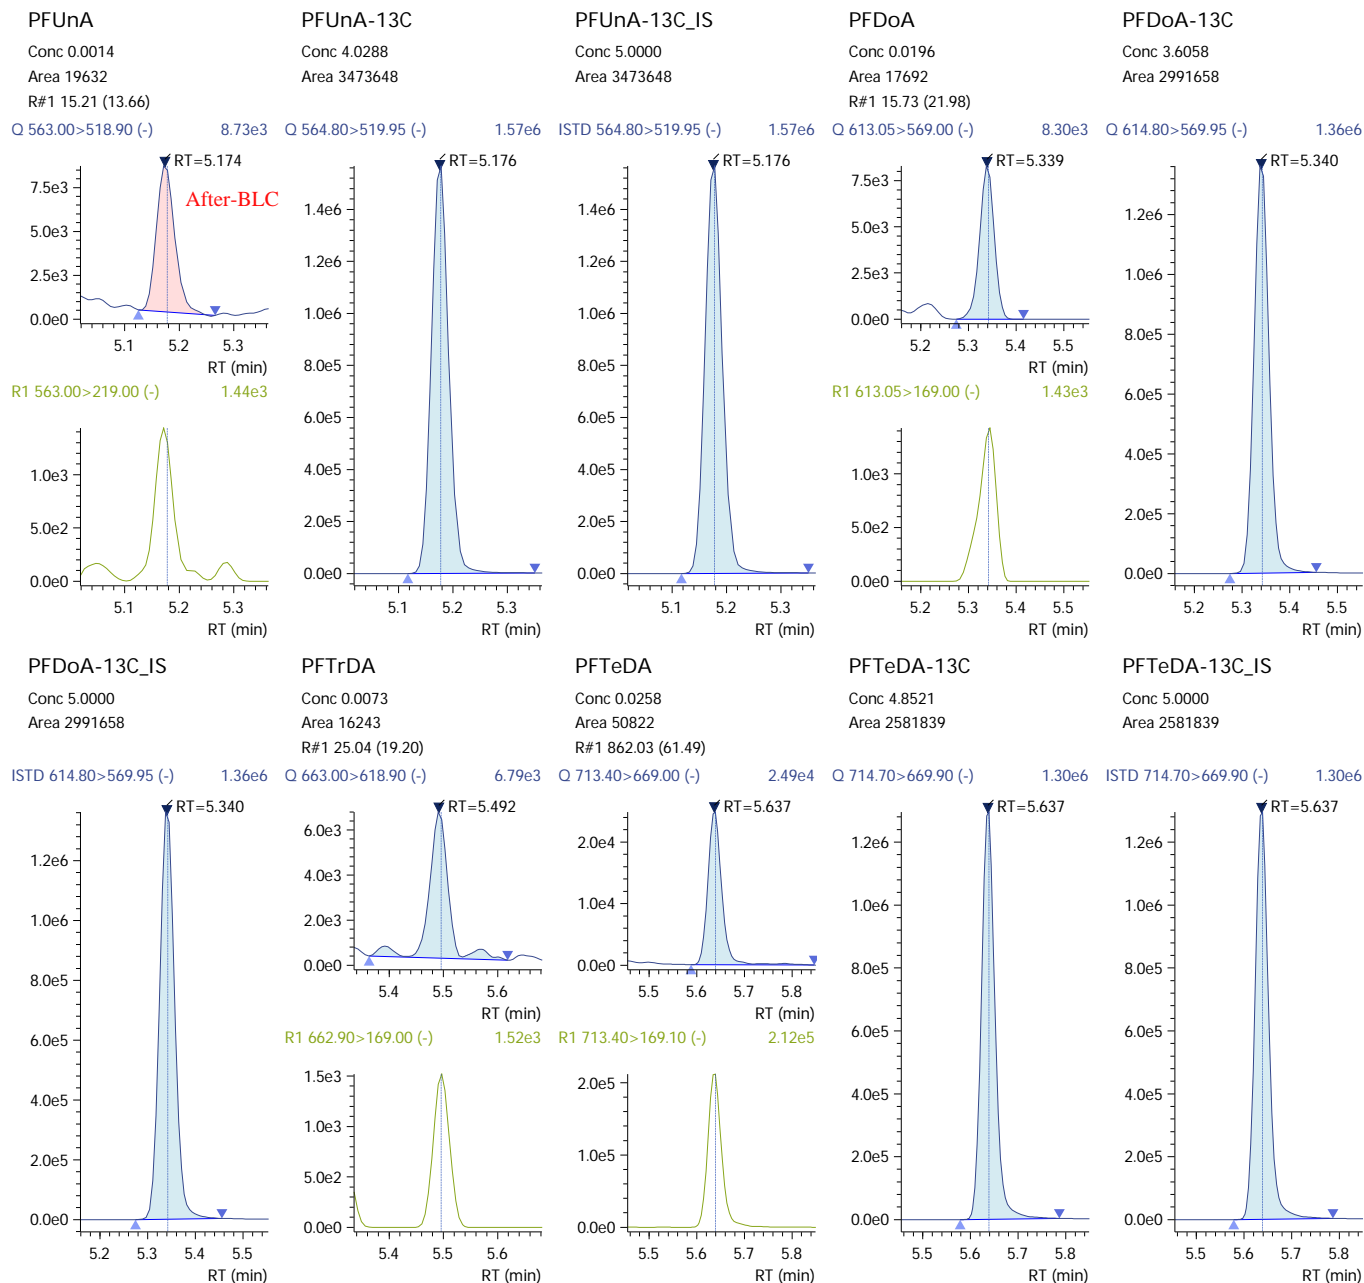 PFUnA
Conc 0.0014
Area 19632
R#1 15.21 (13.66)
Q 563.00>518.90 (-) 8.73e3
RT=5.174
After-BLC
7.5e3
5.0e3
2.5e3
0.0e0
5.1 5.2 5.3
RT (min)
R1 563.00>219.00 (-) 1.44e3
1.0e3
5.0e2
0.0e0
5.1 5.2 5.3
RT (min)
PFUnA-13C
Conc 4.0288
Area 3473648
Q 564.80>519.95 (-) 1.57e6
RT=5.176
1.4e6
1.2e6
1.0e6
8.0e5
6.0e5
4.0e5
2.0e5
0.0e0
5.1 5.2 5.3
RT (min)
PFUnA-13C_IS
Conc 5.0000
Area 3473648
ISTD 564.80>519.95 (-) 1.57e6
RT=5.176
1.4e6
1.2e6
1.0e6
8.0e5
6.0e5
4.0e5
2.0e5
0.0e0
5.1 5.2 5.3
RT (min)
PFDoA
Conc 0.0196
Area 17692
R#1 15.73 (21.98)
Q 613.05>569.00 (-) 8.30e3
RT=5.339
7.5e3
5.0e3
2.5e3
0.0e0
5.2 5.3 5.4 5.5
RT (min)
R1 613.05>169.00 (-) 1.43e3
1.0e3
5.0e2
0.0e0
5.2 5.3 5.4 5.5
RT (min)
PFDoA-13C
Conc 3.6058
Area 2991658
Q 614.80>569.95 (-) 1.36e6
RT=5.340
1.2e6
1.0e6
8.0e5
6.0e5
4.0e5
2.0e5
0.0e0
5.2 5.3 5.4 5.5
RT (min)
PFDoA-13C_IS
Conc 5.0000
Area 2991658
ISTD 614.80>569.95 (-) 1.36e6
RT=5.340
1.2e6
1.0e6
8.0e5
6.0e5
4.0e5
2.0e5
0.0e0
5.2 5.3 5.4 5.5
RT (min)
PFTrDA
Conc 0.0073
Area 16243
R#1 25.04 (19.20)
Q 663.00>618.90 (-) 6.79e3
RT=5.492
6.0e3
4.0e3
2.0e3
0.0e0
5.4 5.5 5.6
RT (min)
R1 662.90>169.00 (-) 1.52e3
1.5e3
1.0e3
5.0e2
0.0e0
5.4 5.5 5.6
RT (min)
PFTeDA
Conc 0.0258
Area 50822
R#1 862.03 (61.49)
Q 713.40>669.00 (-) 2.49e4
RT=5.637
2.0e4
1.0e4
0.0e0
5.5 5.6 5.7 5.8
RT (min)
R1 713.40>169.10 (-) 2.12e5
2.0e5
1.0e5
0.0e0
5.5 5.6 5.7 5.8
RT (min)
PFTeDA-13C
Conc 4.8521
Area 2581839
Q 714.70>669.90 (-) 1.30e6
RT=5.637
1.2e6
1.0e6
8.0e5
6.0e5
4.0e5
2.0e5
0.0e0
5.5 5.6 5.7 5.8
RT (min)
PFTeDA-13C_IS
Conc 5.0000
Area 2581839
ISTD 714.70>669.90 (-) 1.30e6
RT=5.637
1.2e6
1.0e6
8.0e5
6.0e5
4.0e5
2.0e5
0.0e0
5.5 5.6 5.7 5.8
RT (min)